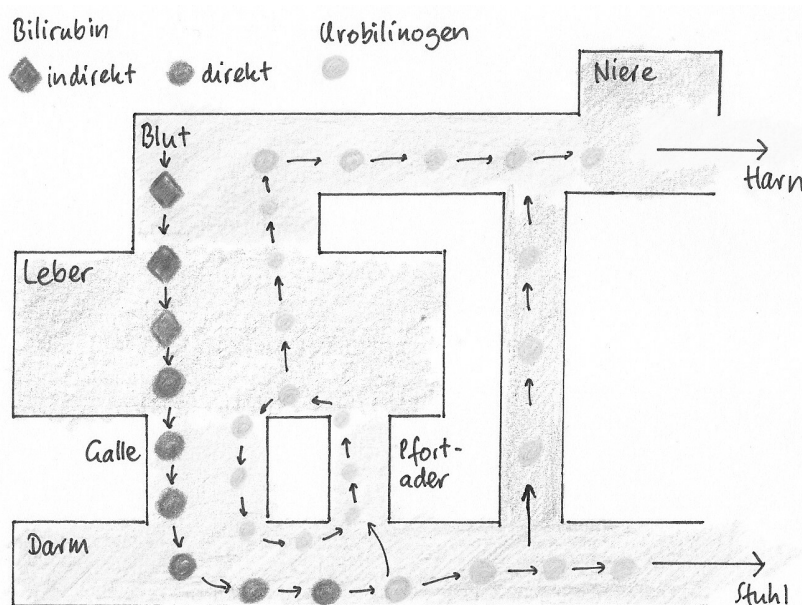 Bilirubin
Urobilinogen
indirekt
direkt
Niere
Blut
Harn
Leber
Galle
Pfort-
ader
Darm
Stuhl